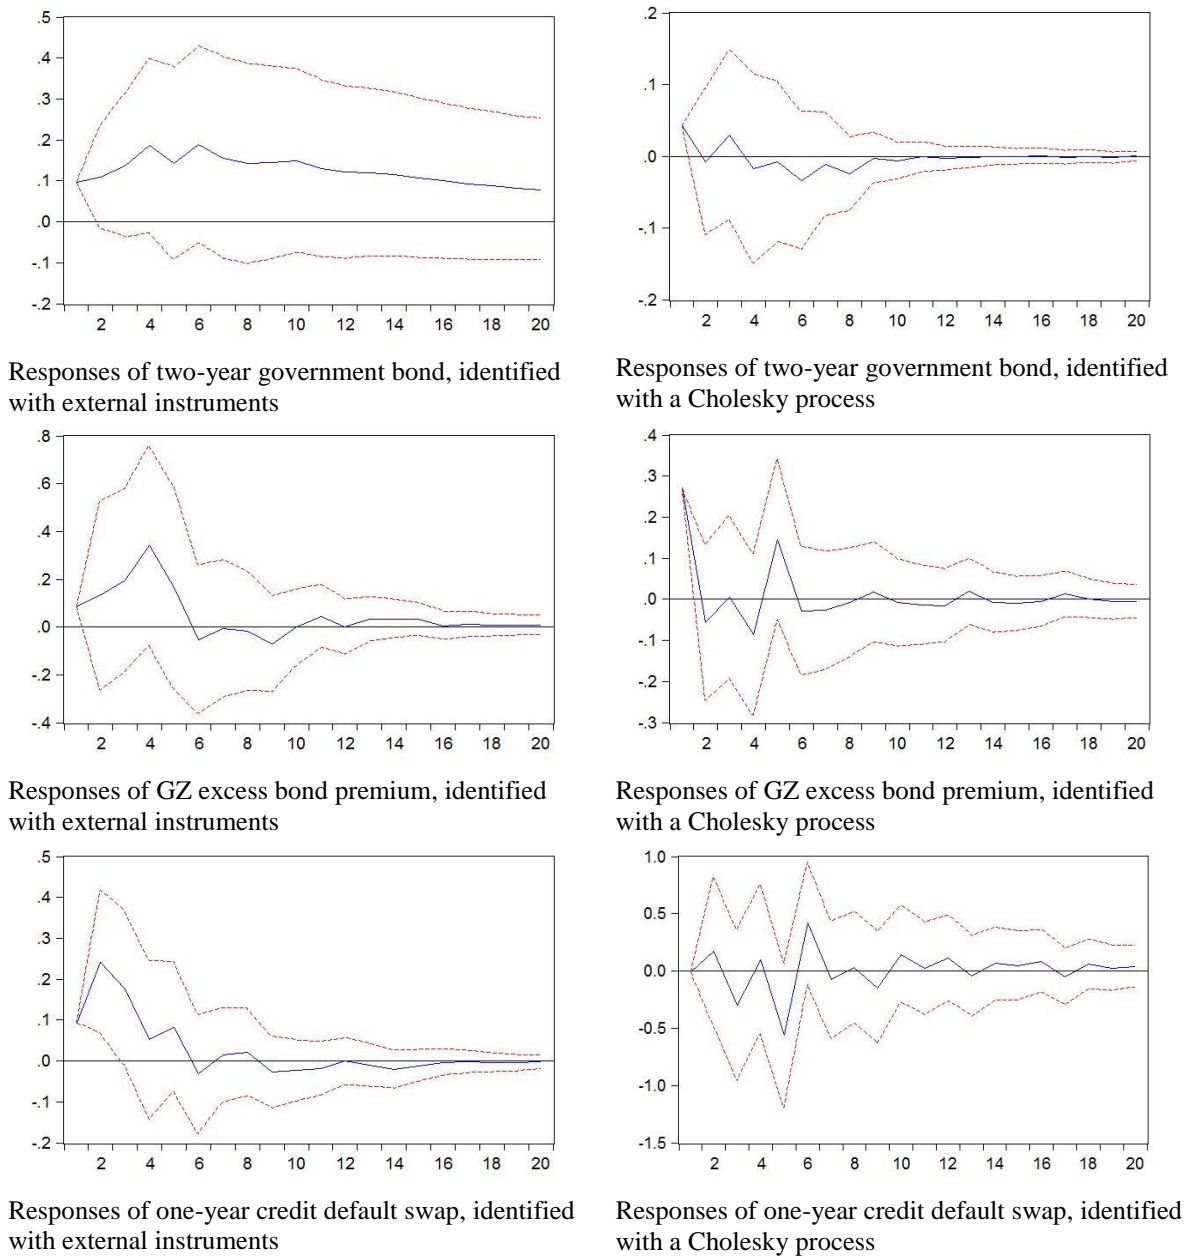 .5
.4
.3
.2
.1
.0
-.1
-.2
2 4 6 8 10 12 14 16 18 20
.2
.1
.0
-.1
-.2
2 4 6 8 10 12 14 16 18 20
Responses of two-year government bond, identified
with external instruments
Responses of two-year government bond, identified
with a Cholesky process
.8
.6
.4
.2
.0
-.2
-.4
2 4 6 8 10 12 14 16 18 20
.4
.3
.2
.1
.0
-.1
-.2
-.3
2 4 6 8 10 12 14 16 18 20
Responses of GZ excess bond premium, identified
with external instruments
Responses of GZ excess bond premium, identified
with a Cholesky process
.5
.4
.3
.2
.1
.0
-.1
-.2
2 4 6 8 10 12 14 16 18 20
1.0
0.5
0.0
-0.5
-1.0
-1.5
2 4 6 8 10 12 14 16 18 20
Responses of one-year credit default swap, identified
with external instruments
Responses of one-year credit default swap, identified
with a Cholesky process